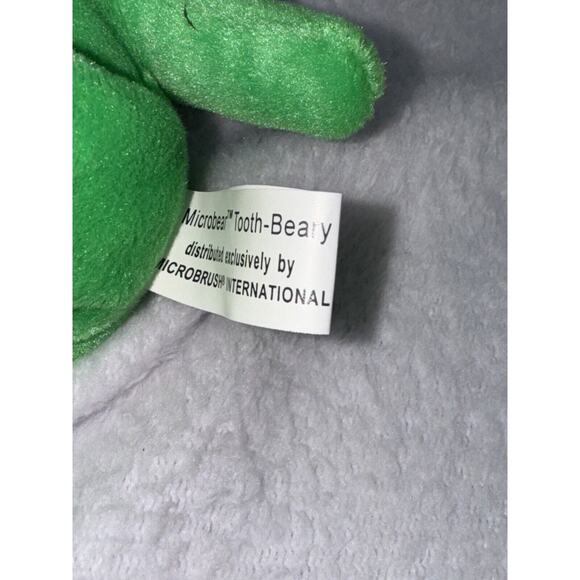 Microbear™ Tooth-Beary
distributed exclusively by
MICROBRUSH® INTERNATIONAL